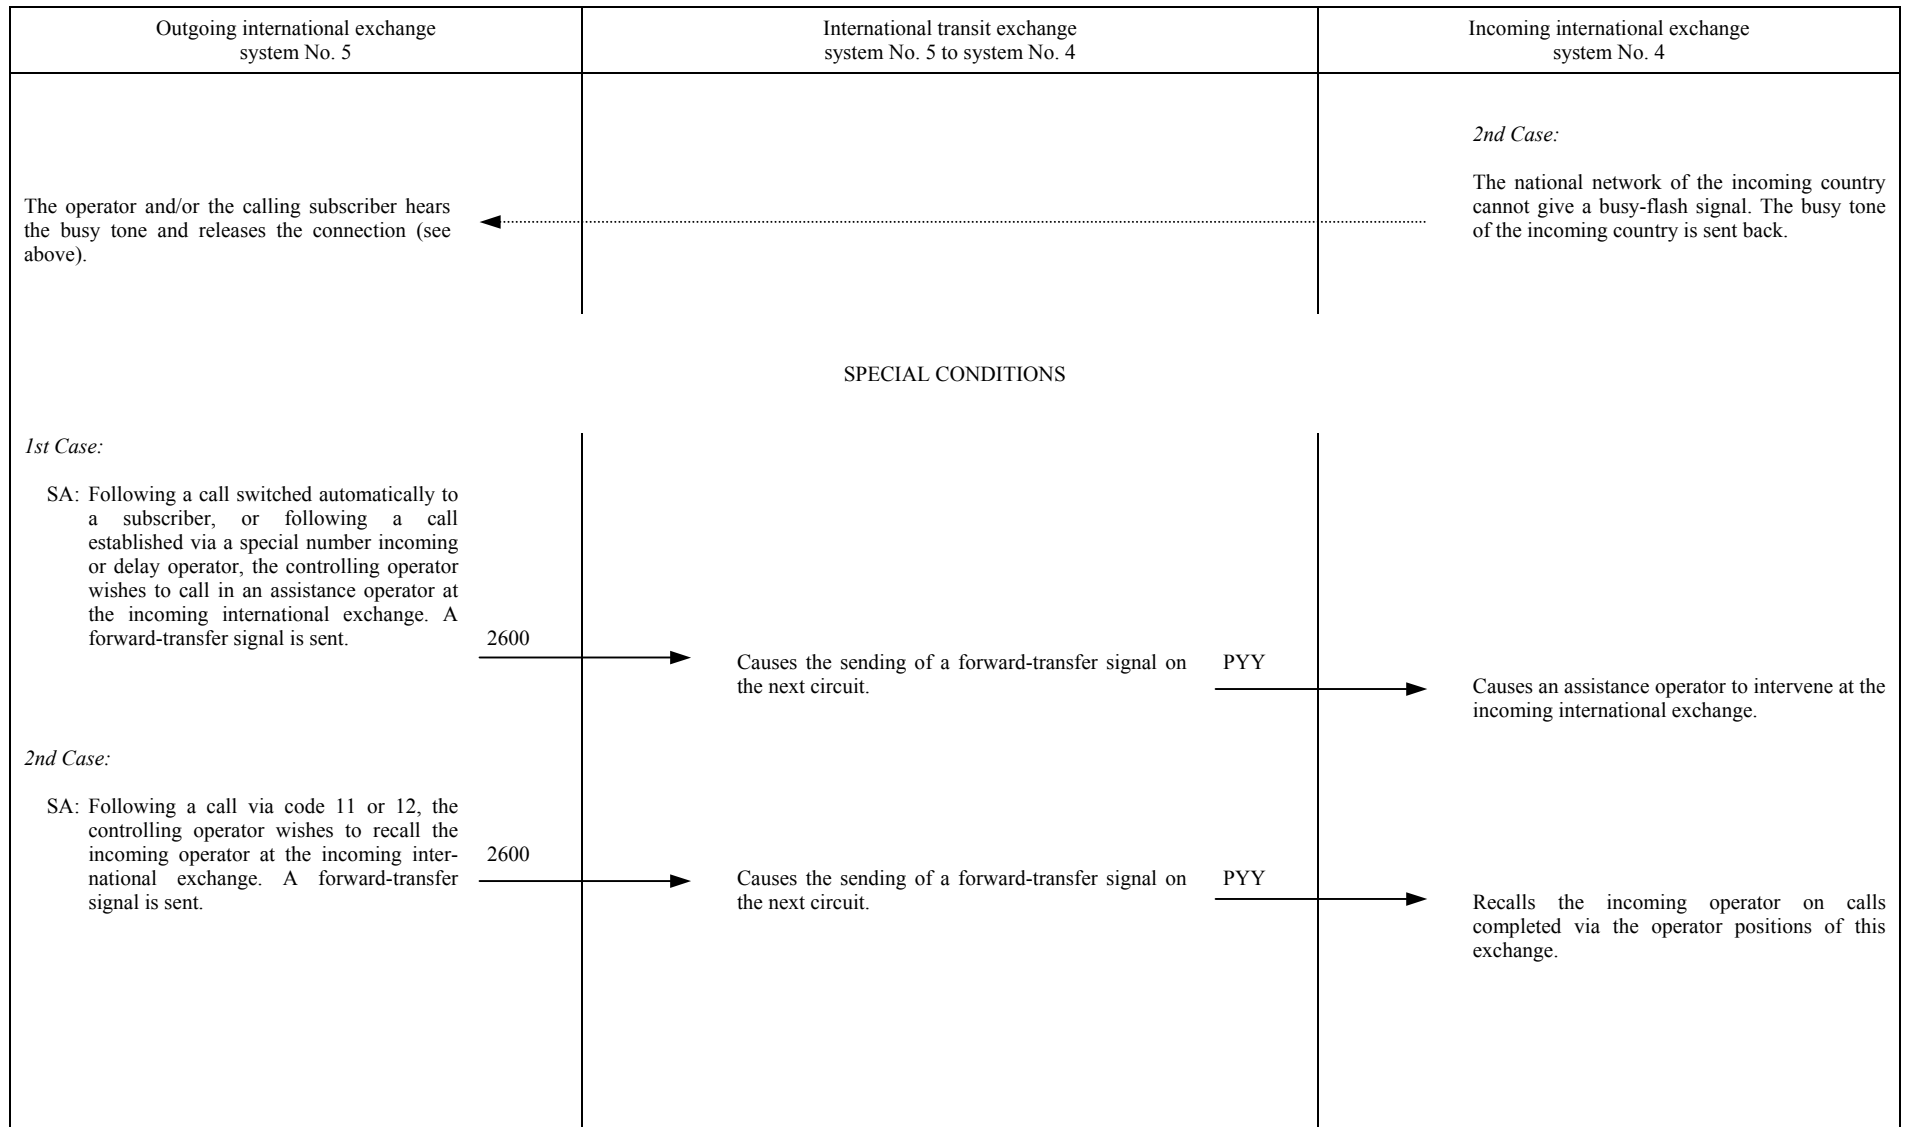 Outgoing international exchange
system No. 5
International transit exchange
system No. 5 to system No. 4
Incoming international exchange
system No. 4
2nd Case:
The national network of the incoming country
cannot give a busy-flash signal. The busy tone
of the incoming country is sent back.
The operator and/or the calling subscriber hears
the busy tone and releases the connection (see
above).
SPECIAL CONDITIONS
1st Case:
SA: Following a call switched automatically to
a subscriber, or following a call
established via a special number incoming
or delay operator, the controlling operator
wishes to call in an assistance operator at
the incoming international exchange. A
forward-transfer signal is sent.
2600
Causes the sending of a forward-transfer signal on
the next circuit.
PYY
Causes an assistance operator to intervene at the
incoming international exchange.
2nd Case:
SA: Following a call via code 11 or 12, the
controlling operator wishes to recall the
incoming operator at the incoming inter-
national exchange. A forward-transfer
signal is sent.
2600
Causes the sending of a forward-transfer signal on
the next circuit.
PYY
Recalls the incoming operator on calls
completed via the operator positions of this
exchange.